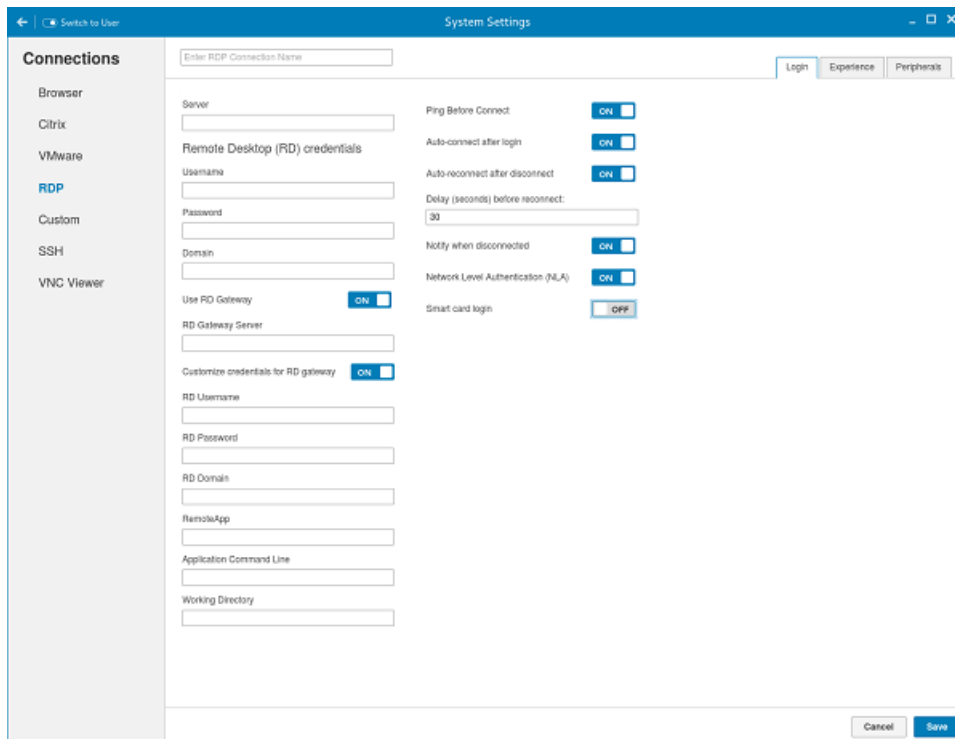 Switch to User
System Settings
Connections
Browser
Citrix
VMware
RDP
Custom
SSH
VNC Viewer
Enter RDP Connection Name
Login
Experience
Peripherals
Server
Remote Desktop (RD) credentials
Username
Password
Domain
Use RD Gateway
ON
RD Gateway Server
Customize credentials for RD gateway
ON
RD Username
RD Password
RD Domain
RemoteApp
Application Command Line
Working Directory
Ping Before Connect
ON
Auto-connect after login
ON
Auto-reconnect after disconnect
ON
Delay (seconds) before reconnect:
30
Notify when disconnected
ON
Network Level Authentication (NLA)
ON
Smart card login
OFF
Cancel
Save